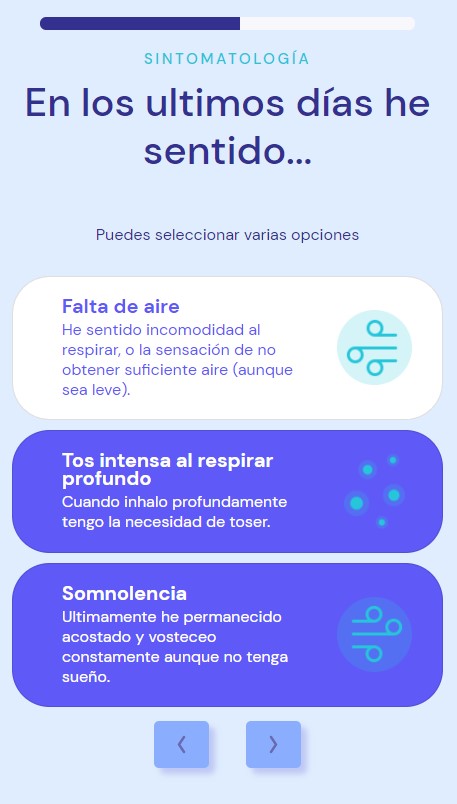 SINTOMATOLOGÍA
En los ultimos días he
sentido...
Puedes seleccionar varias opciones
Falta de aire
He sentido incomodidad al
respirar, o la sensación de no
obtener suficiente aire (aunque
sea leve).
Tos intensa al respirar
profundo
Cuando inhalo profundamente
tengo la necesidad de toser.
Somnolencia
Ultimamente he permanecido
acostado y vosteceo
constamente aunque no tenga
sueño.